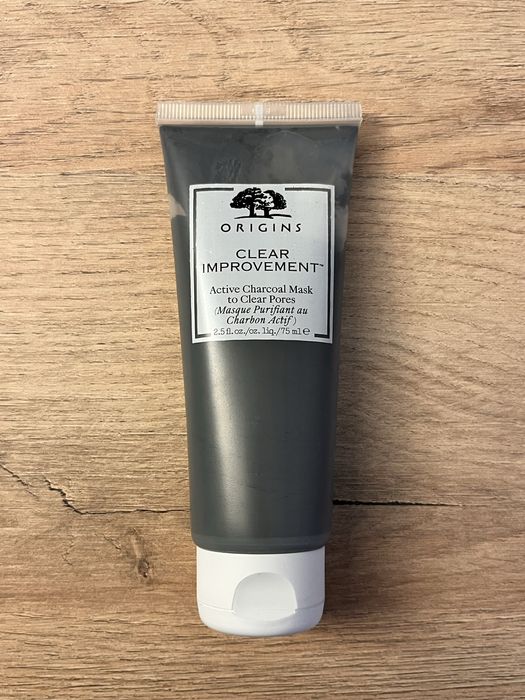 ORIGINS
CLEAR
IMPROVEMENT™
Active Charcoal Mask
to Clear Pores
(Masque Purifiant au
Charbon Actif)
2.5 fl. oz./oz. liq./75 ml ℮